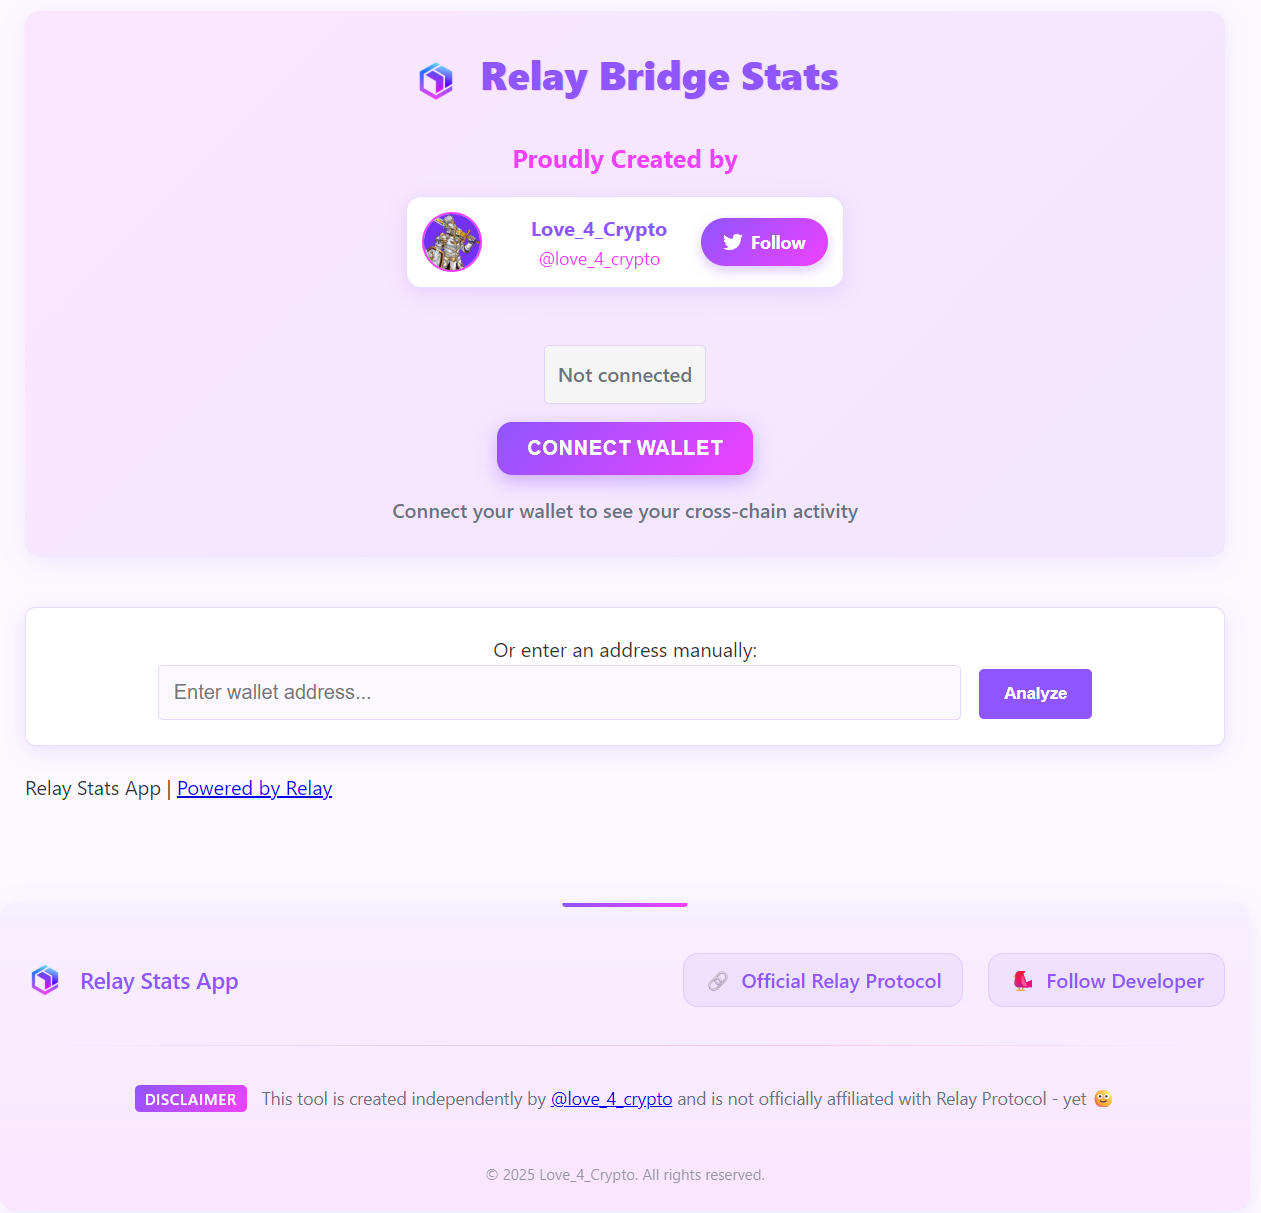 Relay Bridge Stats
Proudly Created by
Love_4_Crypto
@love_4_crypto
Follow
Not connected
CONNECT WALLET
Connect your wallet to see your cross-chain activity
Or enter an address manually:
Enter wallet address...
Analyze
Relay Stats App | Powered by Relay
Relay Stats App
Official Relay Protocol
Follow Developer
DISCLAIMER This tool is created independently by @love_4_crypto and is not officially affiliated with Relay Protocol - yet 😉
© 2025 Love_4_Crypto. All rights reserved.